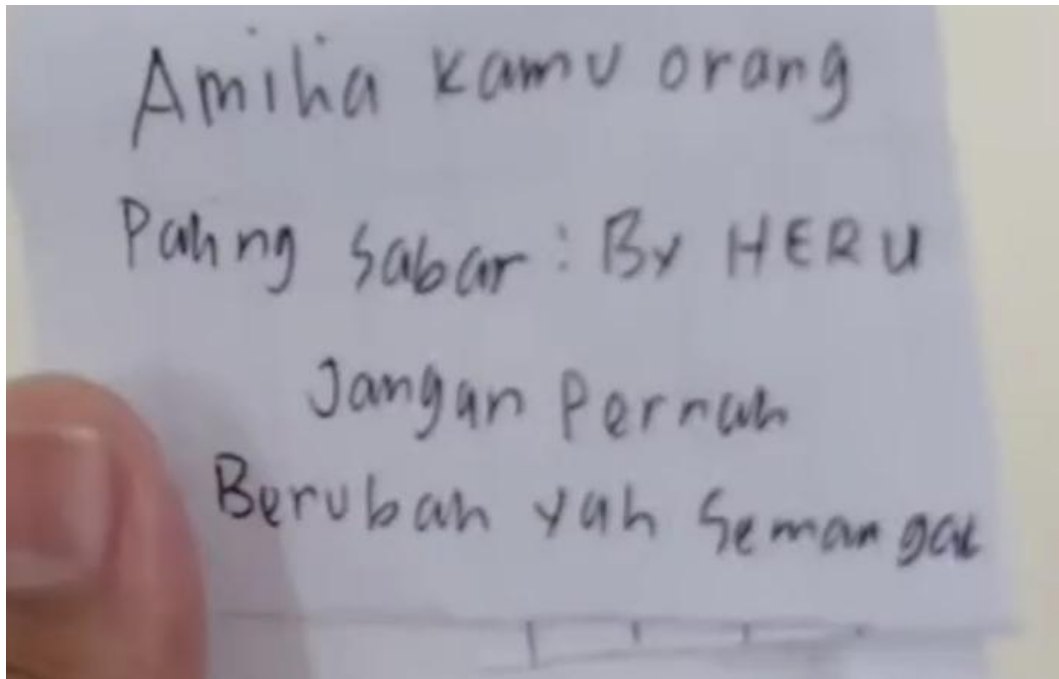 Amilia kamu orang
Paling sabar : By HERU
Jangan Pernah
Berubah yah Semangat